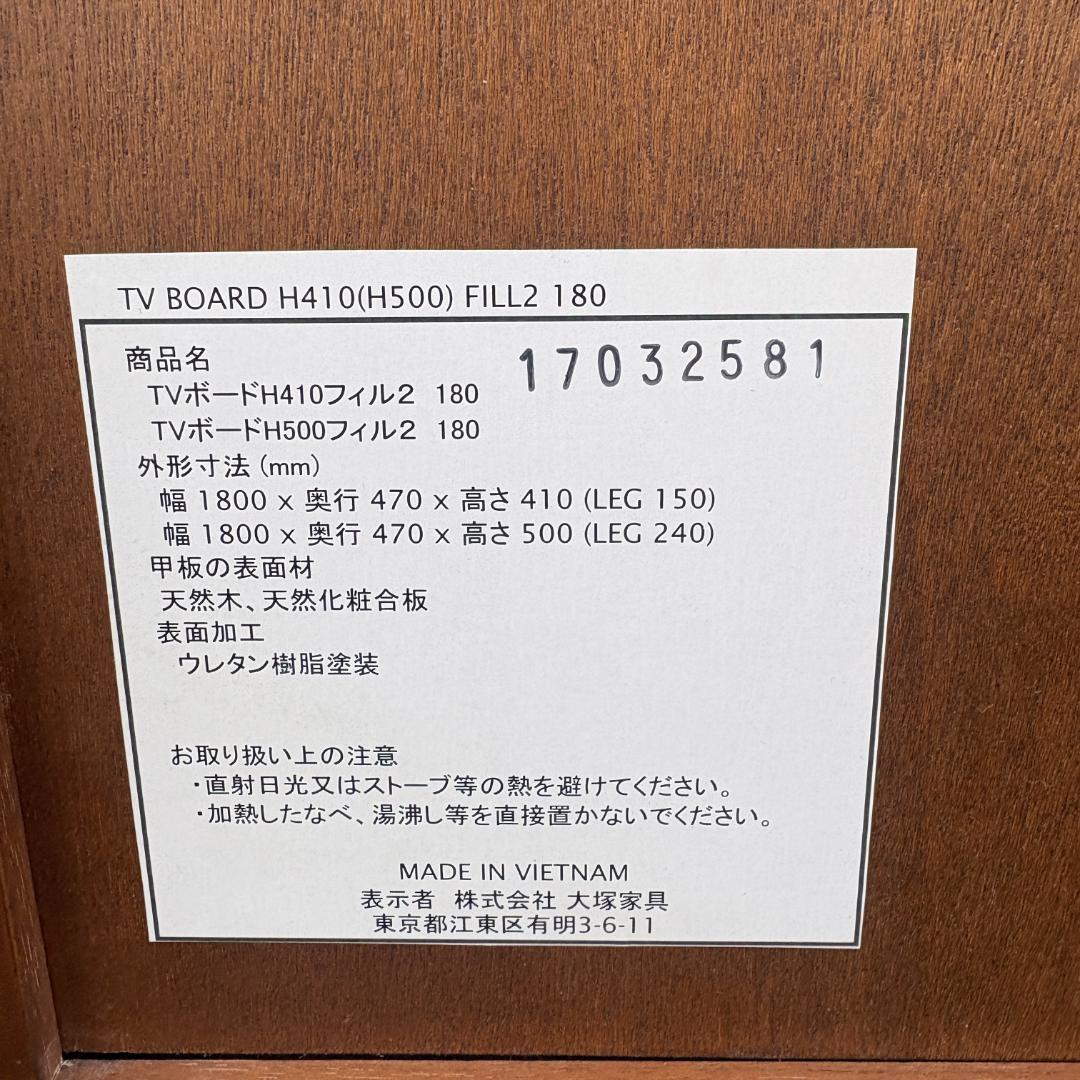 TV BOARD H410(H500) FILL2 180
商品名
17032581
TVボードH410フィル2 180
TVボードH500フィル2 180
外形寸法(mm)
幅 1800 x 奥行 470 x 高さ 410 (LEG 150)
幅 1800 x 奥行 470 x 高さ 500 (LEG 240)
甲板の表面材
天然木、天然化粧合板
表面加工
ウレタン樹脂塗装
お取り扱い上の注意
・直射日光又はストーブ等の熱を避けてください。
・加熱したなべ、湯沸し等を直接置かないでください。
MADE IN VIETNAM
表示者 株式会社 大塚家具
東京都江東区有明3-6-11